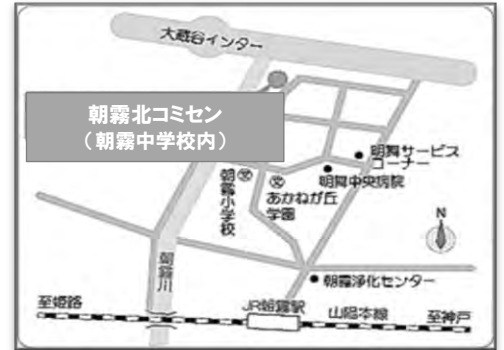 大蔵谷インター
朝霧北コミセン
（朝霧中学校内）
明舞サービス
コーナー
明舞中央病院
朝霧小学校
あかねが丘
学園
N
朝霧川
朝霧浄化センター
至姫路
JR朝霧駅
山陽本線
至神戸